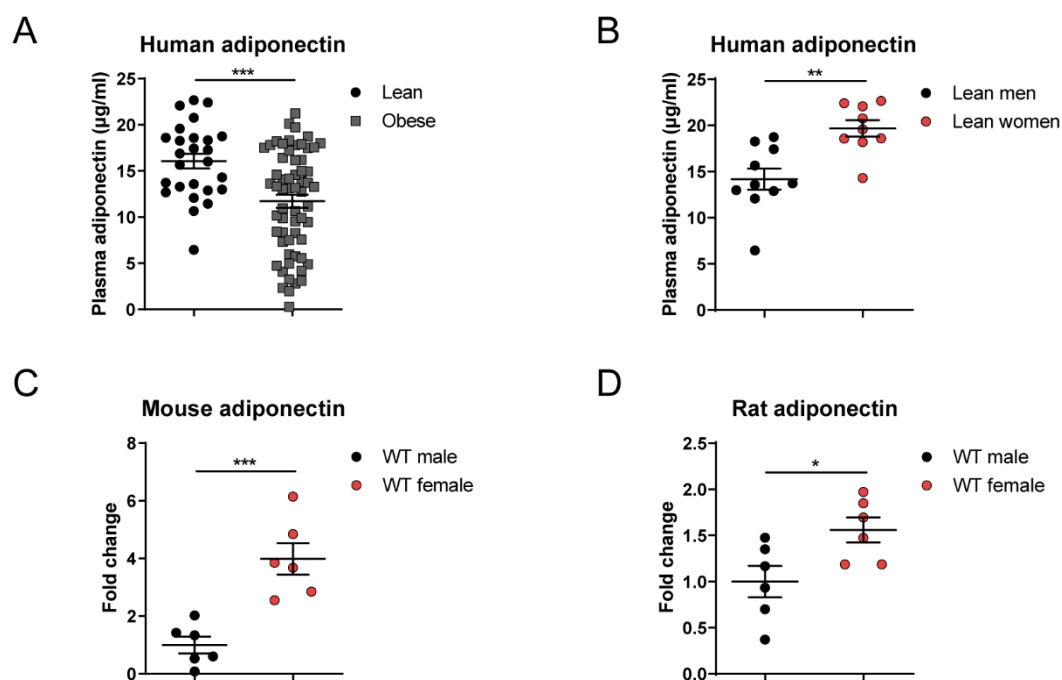 A
Human adiponectin
***
Lean
Obese
Plasma adiponectin (µg/ml)
25
20
15
10
5
0
B
Human adiponectin
**
Lean men
Lean women
Plasma adiponectin (µg/ml)
25
20
15
10
5
0
C
Mouse adiponectin
***
WT male
WT female
Fold change
8
6
4
2
0
D
Rat adiponectin
*
WT male
WT female
Fold change
2.5
2.0
1.5
1.0
0.5
0.0